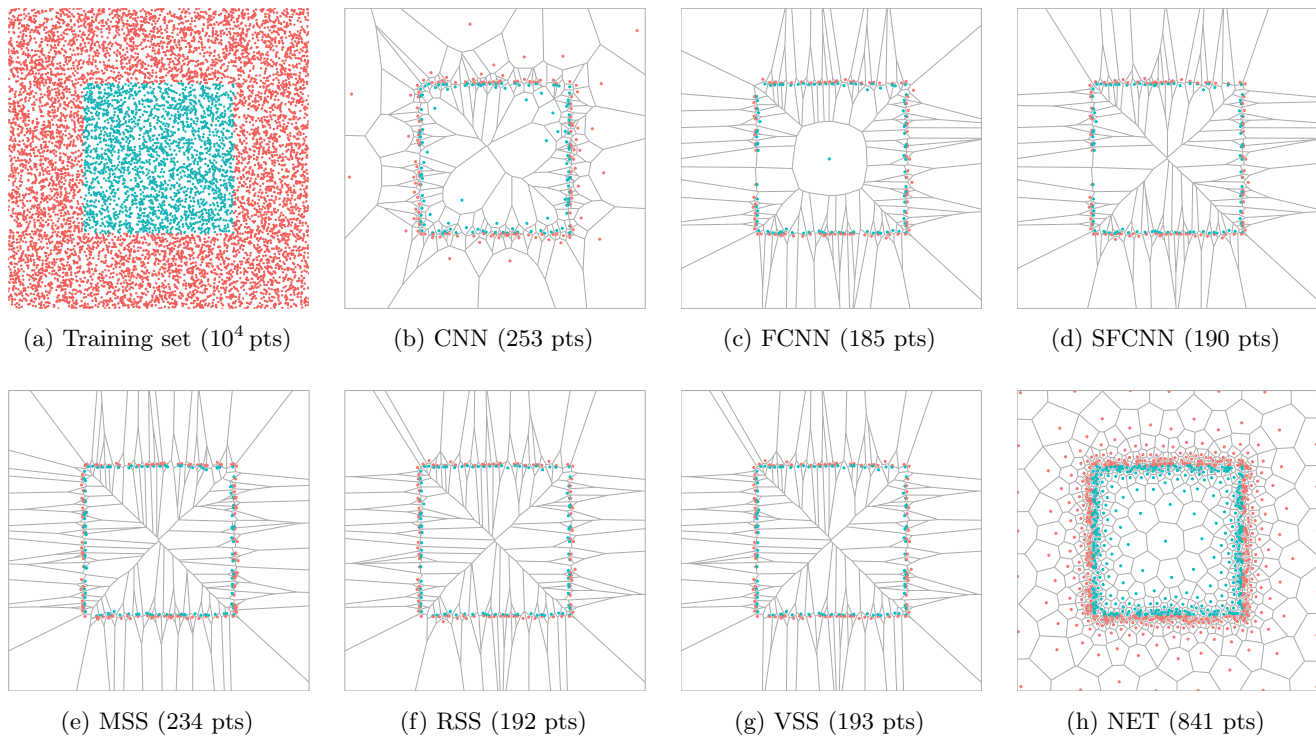 (a) Training set (10⁴ pts)
(b) CNN (253 pts)
(c) FCNN (185 pts)
(d) SFCNN (190 pts)
(e) MSS (234 pts)
(f) RSS (192 pts)
(g) VSS (193 pts)
(h) NET (841 pts)